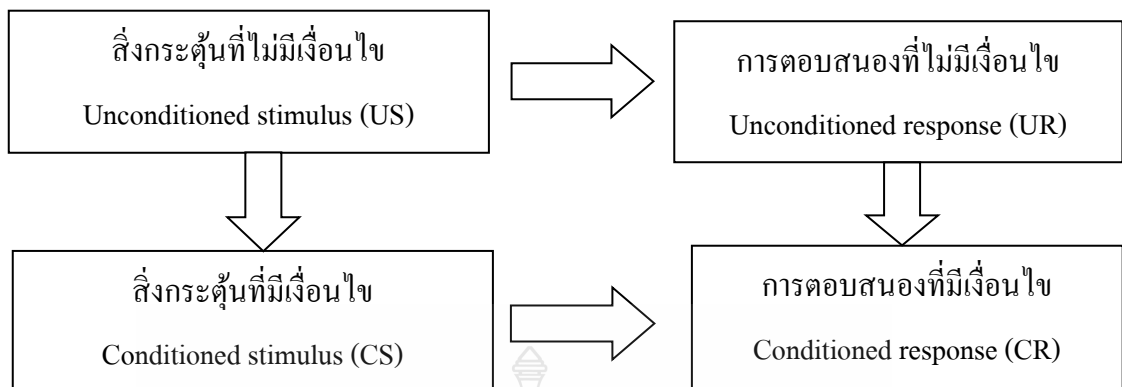 สิ่งกระตุ้นที่ไม่มีเงื่อนไข
Unconditioned stimulus (US)
การตอบสนองที่ไม่มีเงื่อนไข
Unconditioned response (UR)
สิ่งกระตุ้นที่มีเงื่อนไข
Conditioned stimulus (CS)
การตอบสนองที่มีเงื่อนไข
Conditioned response (CR)